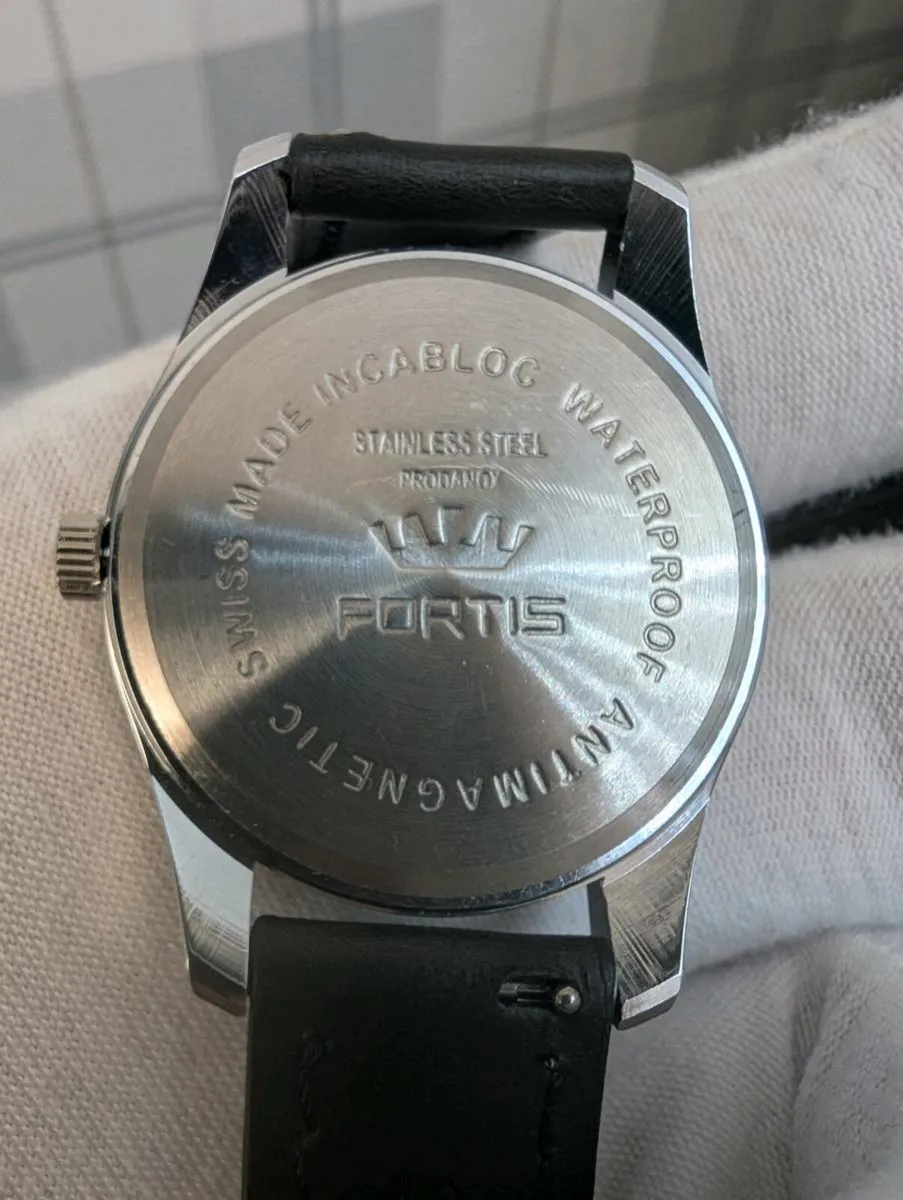 SWISS MADE INCABLOC WATERPROOF ANTIMAGNETIC
STAINLESS STEEL
PRODANOX
FORTIS